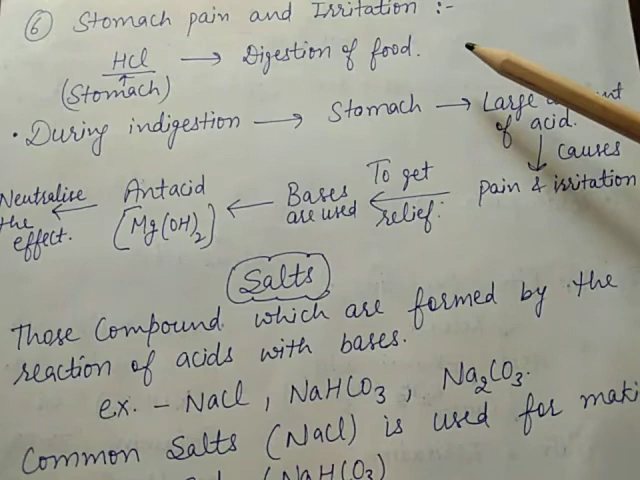 ⑥ Stomach pain and Irritation :-
HCl → Digestion of food.
(Stomach)
• During indigestion → Stomach → Large of acid.
↓ causes
pain & irritation
To get relief:
← Bases are used
← Antacid [Mg(OH)₂]
← Neutralise the effect.
Salts
Those Compound which are formed by the
reaction of acids with bases.
ex. - NaCl, NaHCO₃, Na₂CO₃.
Common Salts (NaCl) is used for
(NaHCO₃)